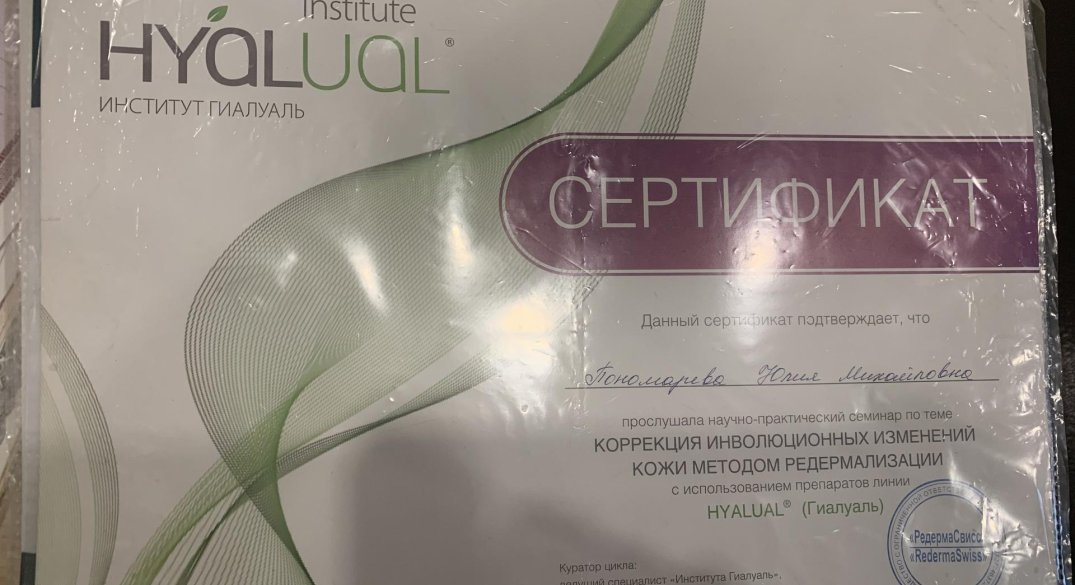 Institute
HYALUAL®
ИНСТИТУТ ГИАЛУАЛЬ
СЕРТИФИКАТ
Данный сертификат подтверждает, что
Пономарева Юлия Михайловна
прослушала научно-практический семинар по теме
КОРРЕКЦИЯ ИНВОЛЮЦИОННЫХ ИЗМЕНЕНИЙ
КОЖИ МЕТОДОМ РЕДЕРМАЛИЗАЦИИ
с использованием препаратов линии
HYALUAL® (Гиалуаль)
«РедермаСвисс»
«RedermaSwiss»
Куратор цикла:
ведущий специалист «Института Гиалуаль»,